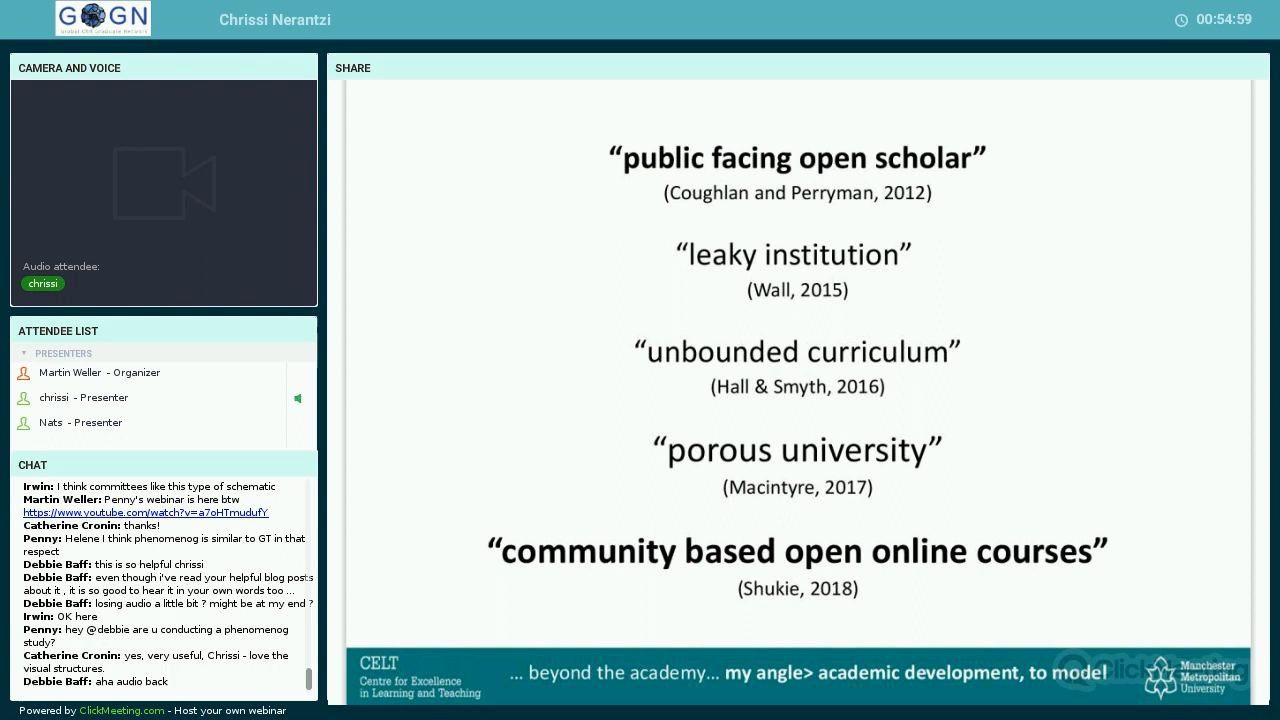 GOGN
Global OER Graduate Network
Chrissi Nerantzi
00:54:59
CAMERA AND VOICE
Audio attendee:
chrissi
ATTENDEE LIST
PRESENTERS
Martin Weller - Organizer
chrissi - Presenter
Nats - Presenter
CHAT
Irwin: I think committees like this type of schematic
Martin Weller: Penny's webinar is here btw
https://www.youtube.com/watch?v=a7oHTmudufY
Catherine Cronin: thanks!
Penny: Helene I think phenomenog is similar to GT in that
respect
Debbie Baff: this is so helpful chrissi
Debbie Baff: even though i've read your helpful blog posts
about it , it is so good to hear it in your own words too ...
Debbie Baff: losing audio a little bit ? might be at my end ?
Irwin: OK here
Penny: hey @debbie are u conducting a phenomenog
study?
Catherine Cronin: yes, very useful, Chrissi - love the
visual structures.
Debbie Baff: aha audio back
Powered by ClickMeeting.com - Host your own webinar
SHARE
“public facing open scholar”
(Coughlan and Perryman, 2012)
“leaky institution”
(Wall, 2015)
“unbounded curriculum”
(Hall & Smyth, 2016)
“porous university”
(Macintyre, 2017)
“community based open online courses”
(Shukie, 2018)
CELT
Centre for Excellence
in Learning and Teaching
... beyond the academy... my angle> academic development, to model
ClickMeeting
Manchester
Metropolitan
University